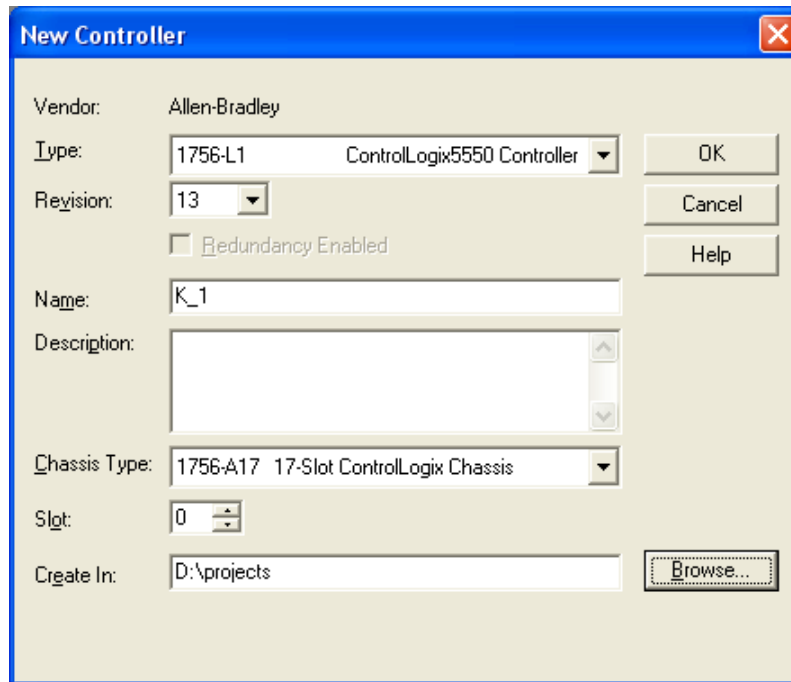 New Controller
Vendor: Allen-Bradley
Type: 1756-L1 ControlLogix5550 Controller OK
Revision: 13 Cancel
Redundancy Enabled Help
Name: K_1
Description:
Chassis Type: 1756-A17 17-Slot ControlLogix Chassis
Slot: 0
Create In: D:\projects Browse...